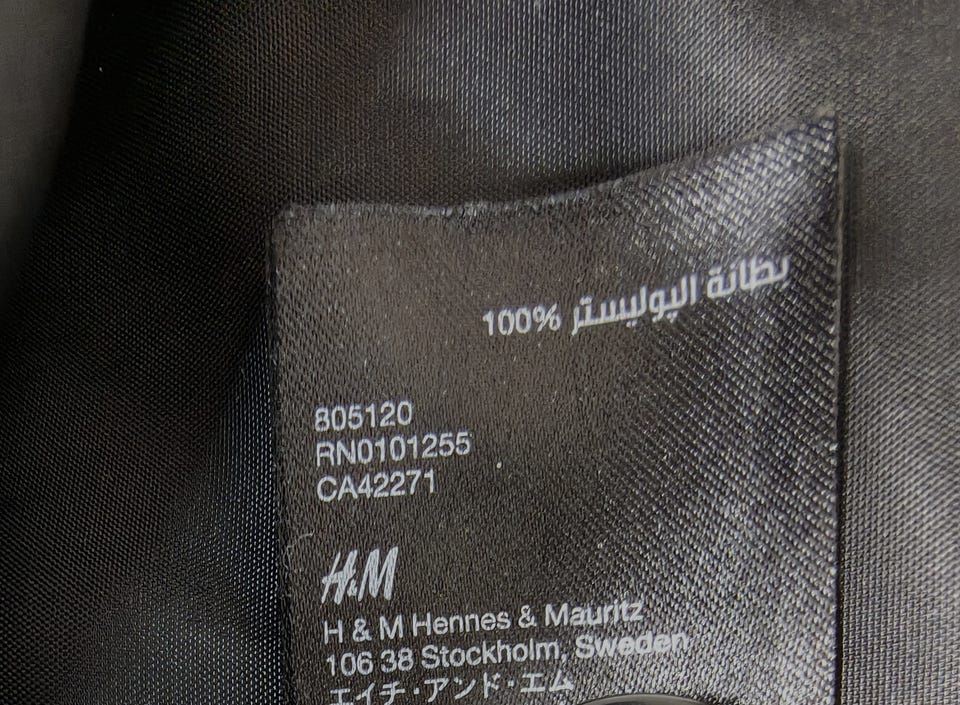 بطانة البوليستر 100%
805120
RN0101255
CA42271
H&M
H & M Hennes & Mauritz
106 38 Stockholm, Sweden
エイチ・アンド・エム